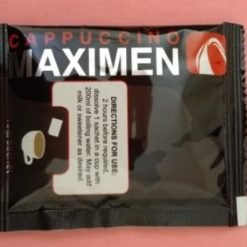 CAPPUCCINO
MAXIMEN
DIRECTIONS FOR USE:
2 hours before required,
dissolve 1 sachet in a cup with
200ml of boiling water. May add
milk or sweetener as desired.